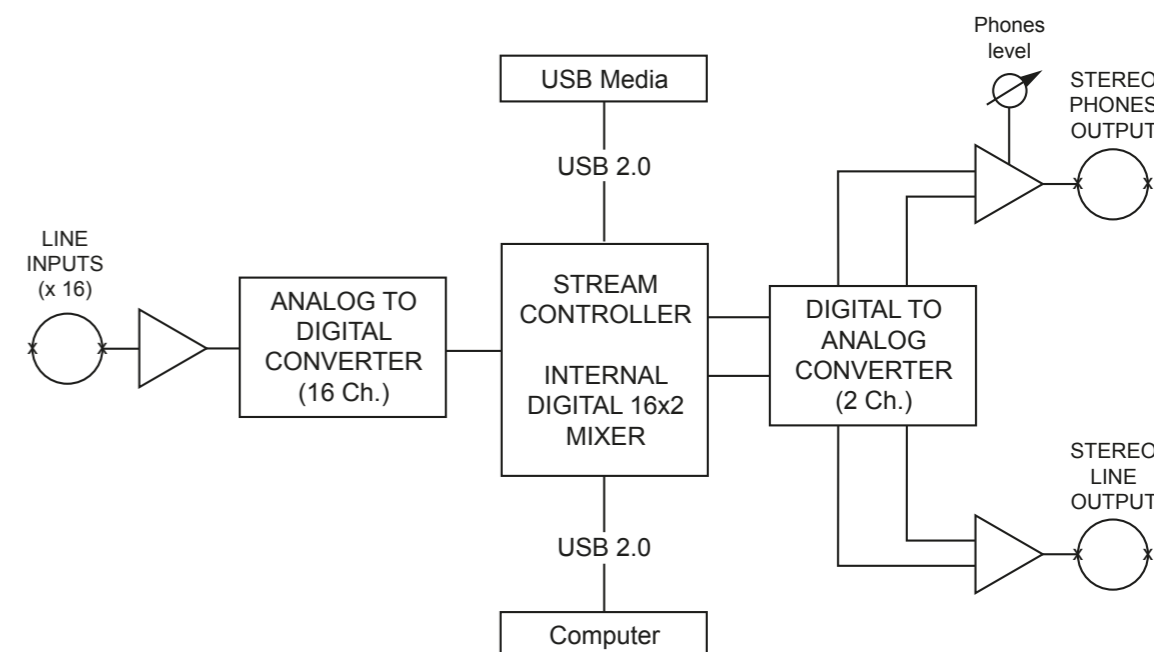 Phones
level
STEREO
PHONES
OUTPUT
USB Media
USB 2.0
LINE
INPUTS
(x 16)
ANALOG TO
DIGITAL
CONVERTER
(16 Ch.)
STREAM
CONTROLLER
INTERNAL
DIGITAL 16x2
MIXER
DIGITAL TO
ANALOG
CONVERTER
(2 Ch.)
STEREO
LINE
OUTPUT
USB 2.0
Computer